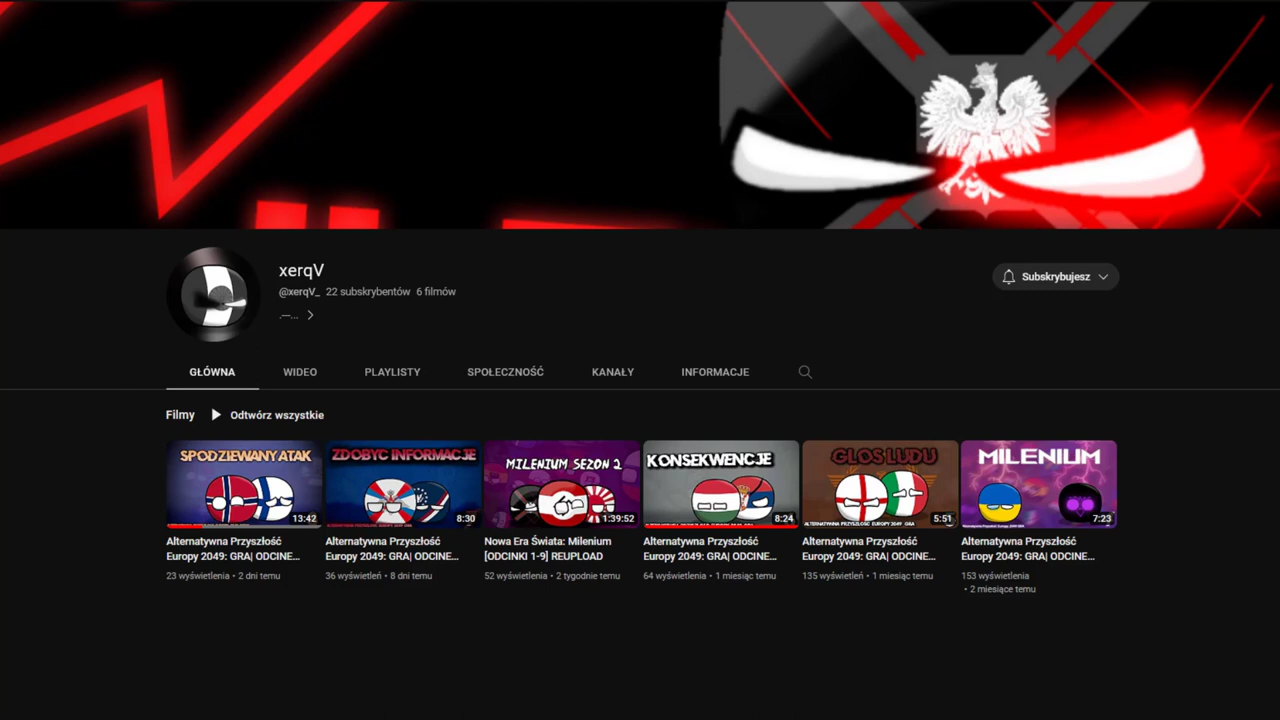 xerqV
@xerqV_ 22 subskrybentów 6 filmów
.—...
Subskrybujesz
GŁÓWNA WIDEO PLAYLISTY SPOŁECZNOŚĆ KANAŁY INFORMACJE
Filmy Odtwórz wszystkie
SPODZIEWANY ATAK
13:42
ZDOBYC INFORMACJE
8:30
MILENIUM SEZON 2
1:39:52
KONSEKWENCJE
8:24
GLOS LUDU
ALTERNATYWNA PRZYSZŁOŚĆ EUROPY 2049 GRA
5:51
MILENIUM
7:23
Alternatywna Przyszłość
Europy 2049: GRA| ODCINE...
23 wyświetlenia • 2 dni temu
Alternatywna Przyszłość
Europy 2049: GRA| ODCINE...
36 wyświetleń • 8 dni temu
Nowa Era Świata: Milenium
[ODCINKI 1-9] REUPLOAD
52 wyświetlenia • 2 tygodnie temu
Alternatywna Przyszłość
Europy 2049: GRA| ODCINE...
64 wyświetlenia • 1 miesiąc temu
Alternatywna Przyszłość
Europy 2049: GRA| ODCINE...
135 wyświetleń • 1 miesiąc temu
Alternatywna Przyszłość
Europy 2049: GRA| ODCINE...
153 wyświetlenia
• 2 miesiące temu